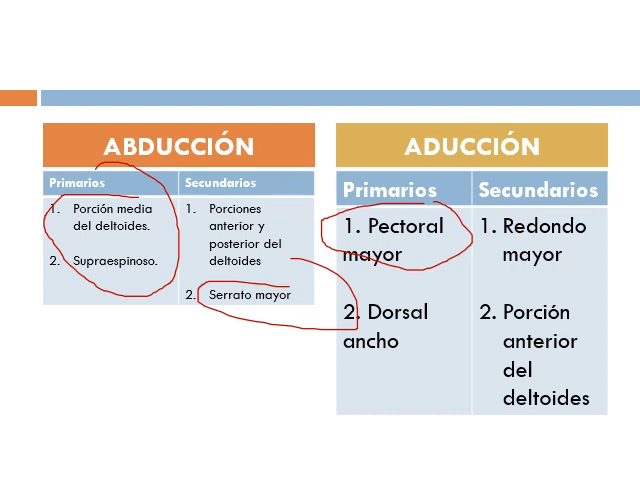 ABDUCCIÓN
Primarios
Secundarios
1. Porción media
del deltoides.
2. Supraespinoso.
1. Porciones
anterior y
posterior del
deltoides
2. Serrato mayor
ADUCCIÓN
Primarios
Secundarios
1. Pectoral
mayor
2. Dorsal
ancho
1. Redondo
mayor
2. Porción
anterior
del
deltoides